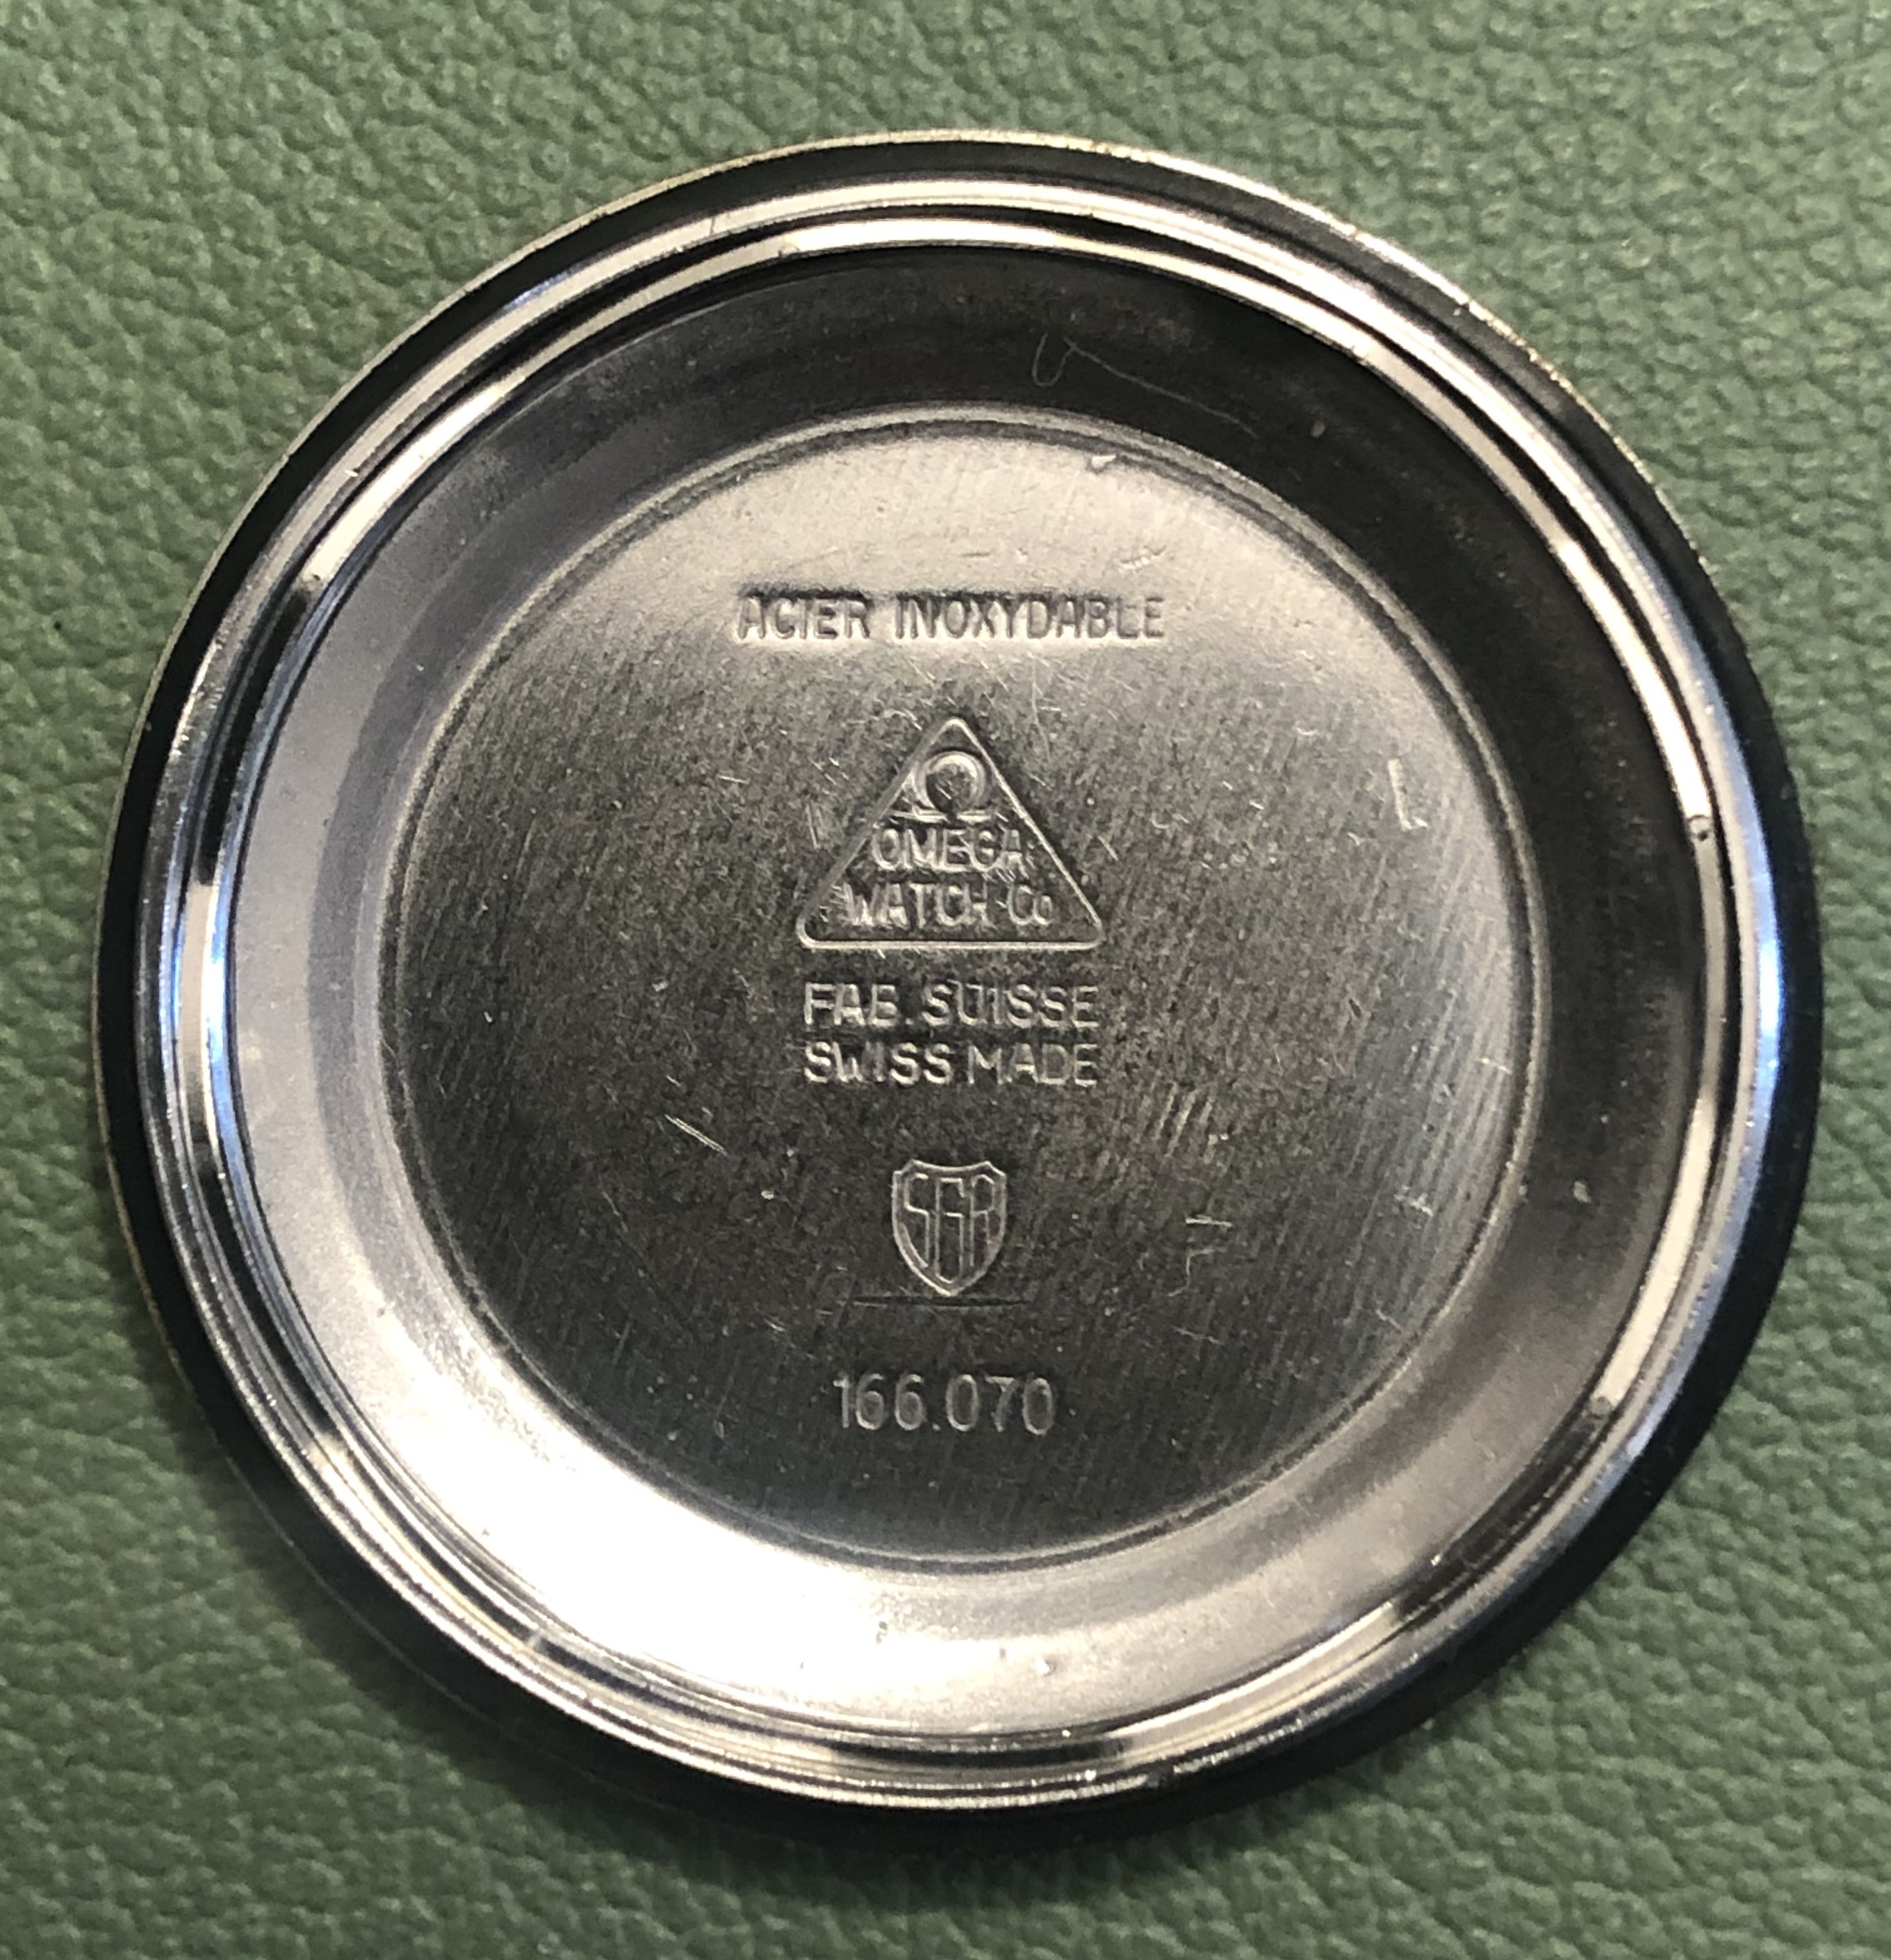 ACIER INOXYDABLE
Ω
OMEGA
WATCH Co
FAB. SUISSE
SWISS MADE
SGR
166.070